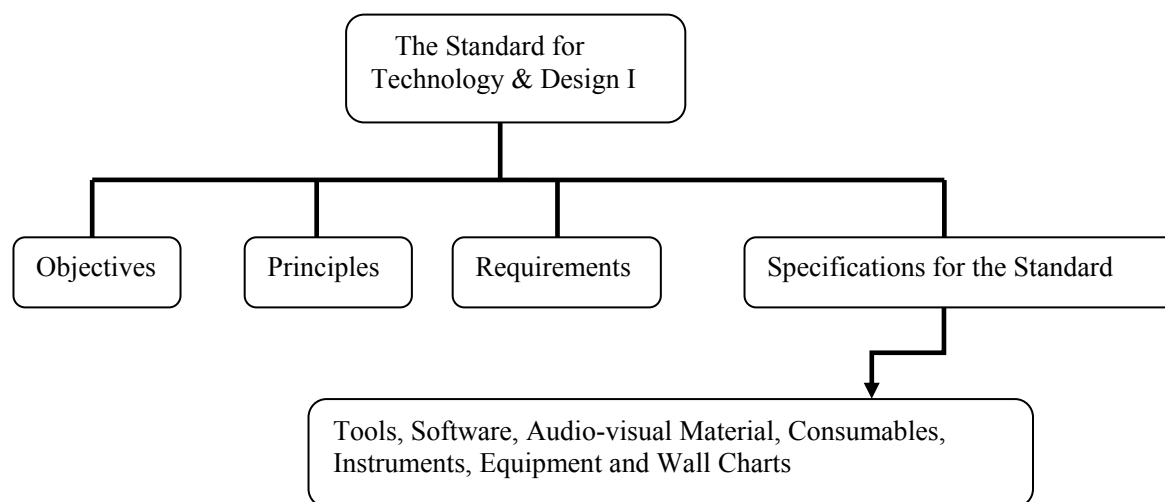 The Standard for
Technology & Design I
Objectives
Principles
Requirements
Specifications for the Standard
Tools, Software, Audio-visual Material, Consumables,
Instruments, Equipment and Wall Charts